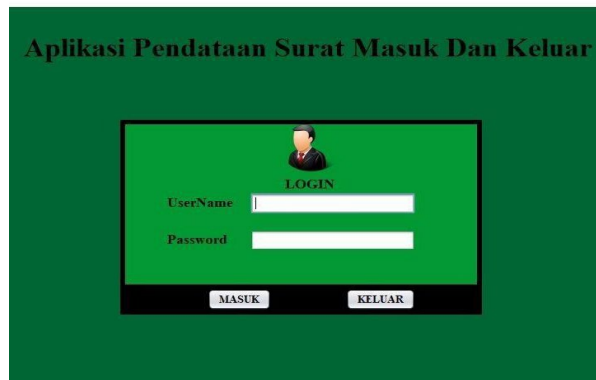 Aplikasi Pendataan Surat Masuk Dan Keluar
LOGIN
UserName
Password
MASUK KELUAR